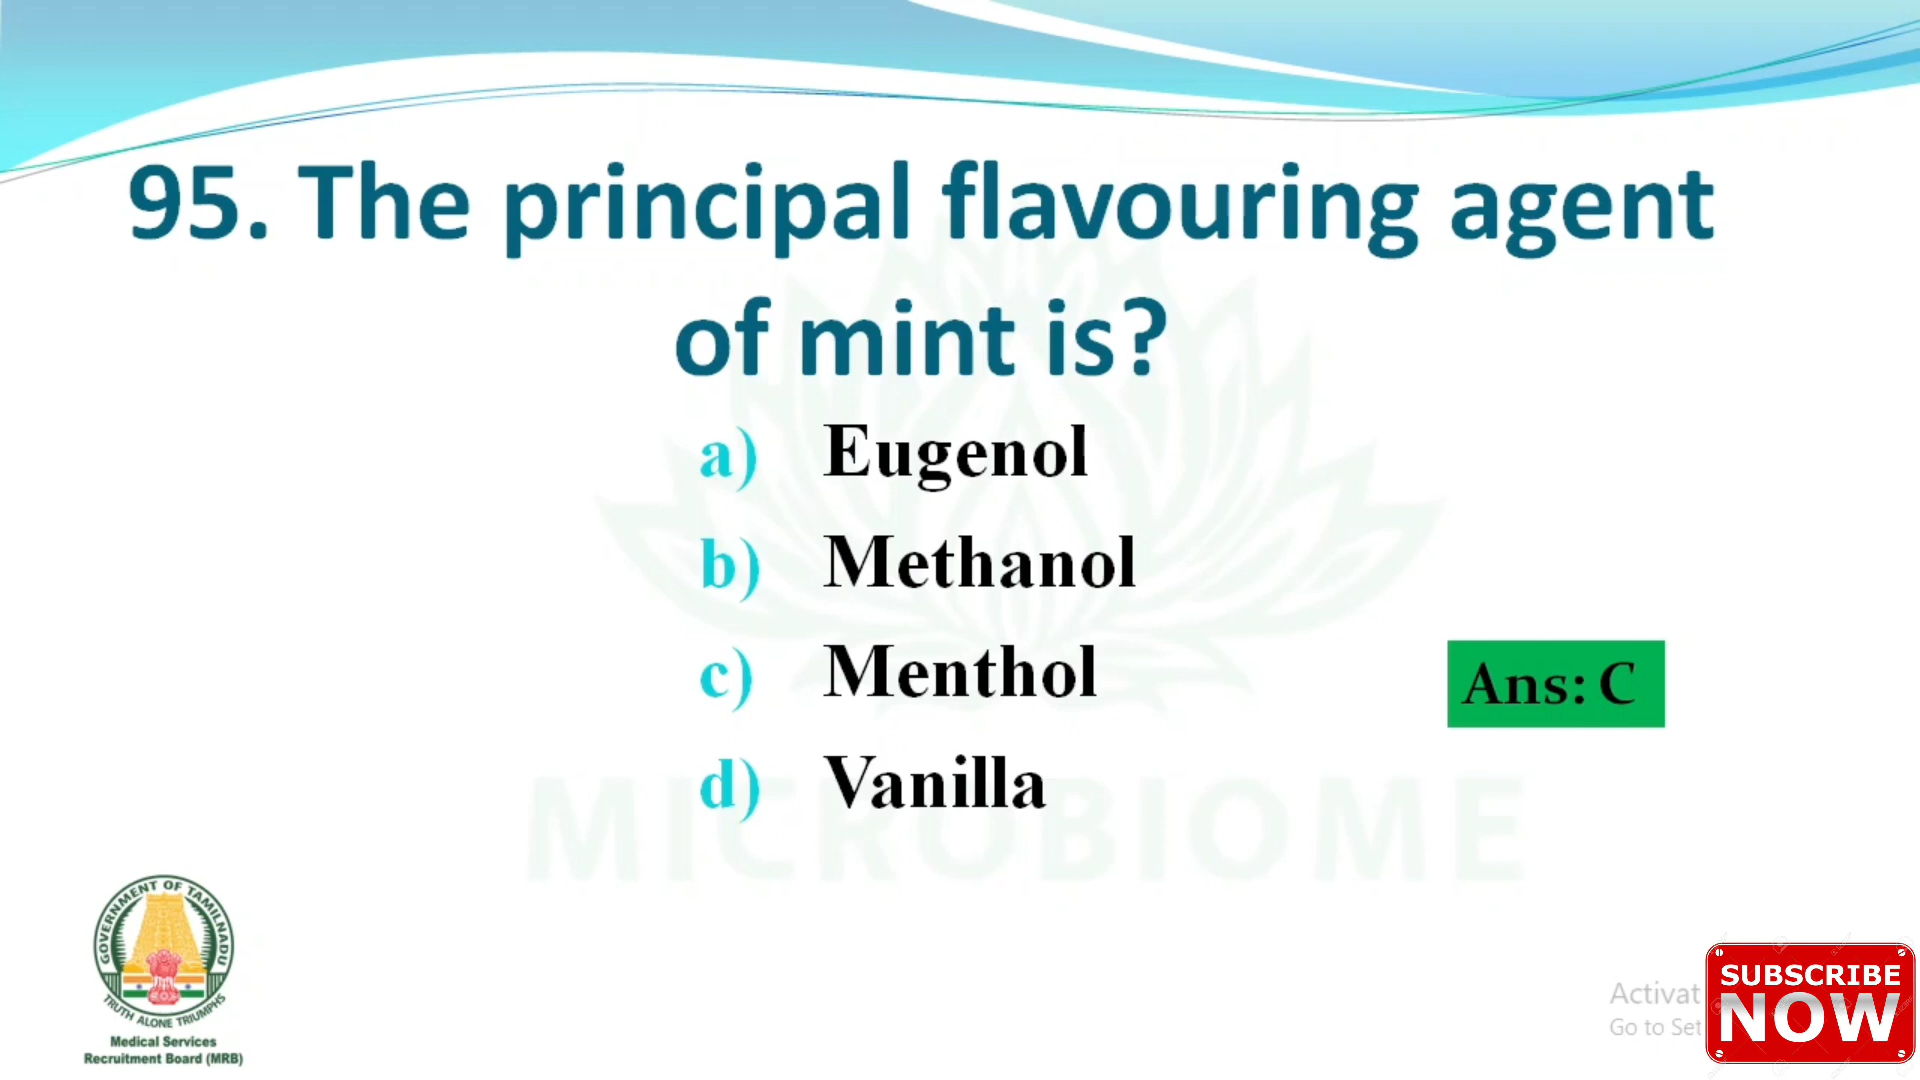 95. The principal flavouring agent
of mint is?
a) Eugenol
b) Methanol
c) Menthol
Ans: C
d) Vanilla
MICROBIOME
GOVERNMENT OF TAMILNADU
TRUTH ALONE TRIUMPHS
Medical Services
Recruitment Board (MRB)
Activat
Go to Set
SUBSCRIBE
NOW